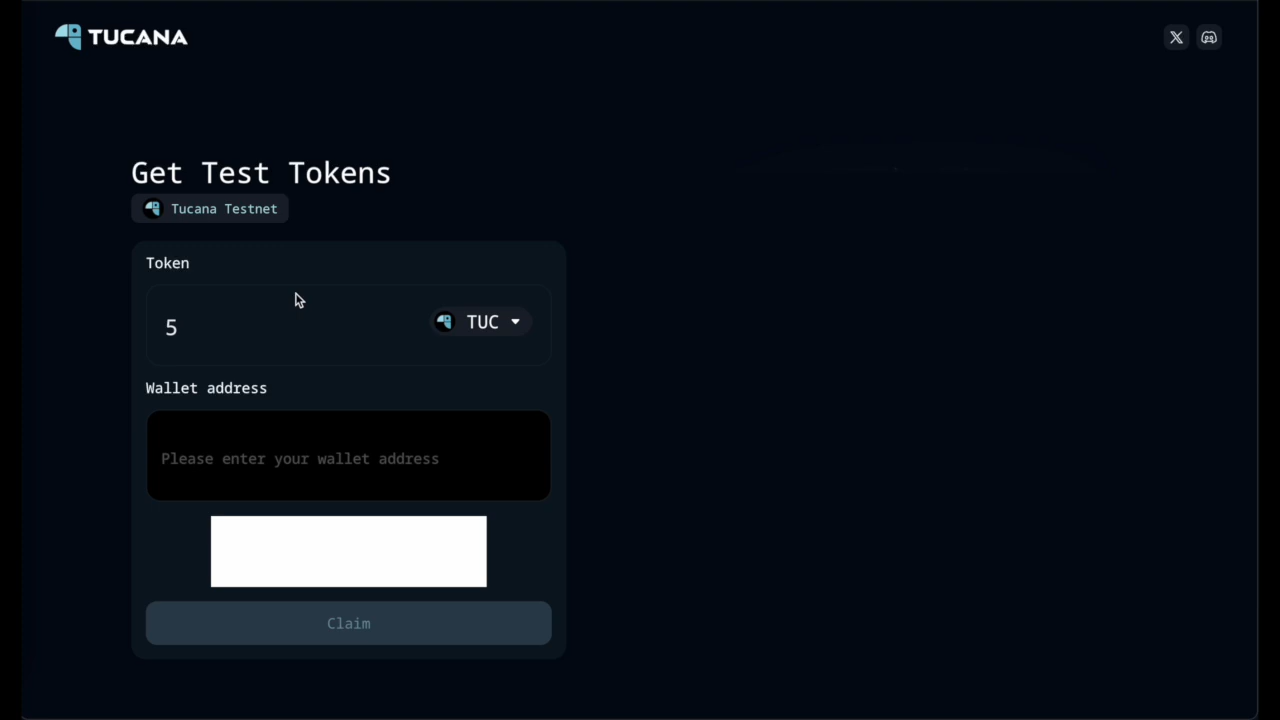 TUCANA
Get Test Tokens
Tucana Testnet
Token
5
TUC
Wallet address
Please enter your wallet address
Claim